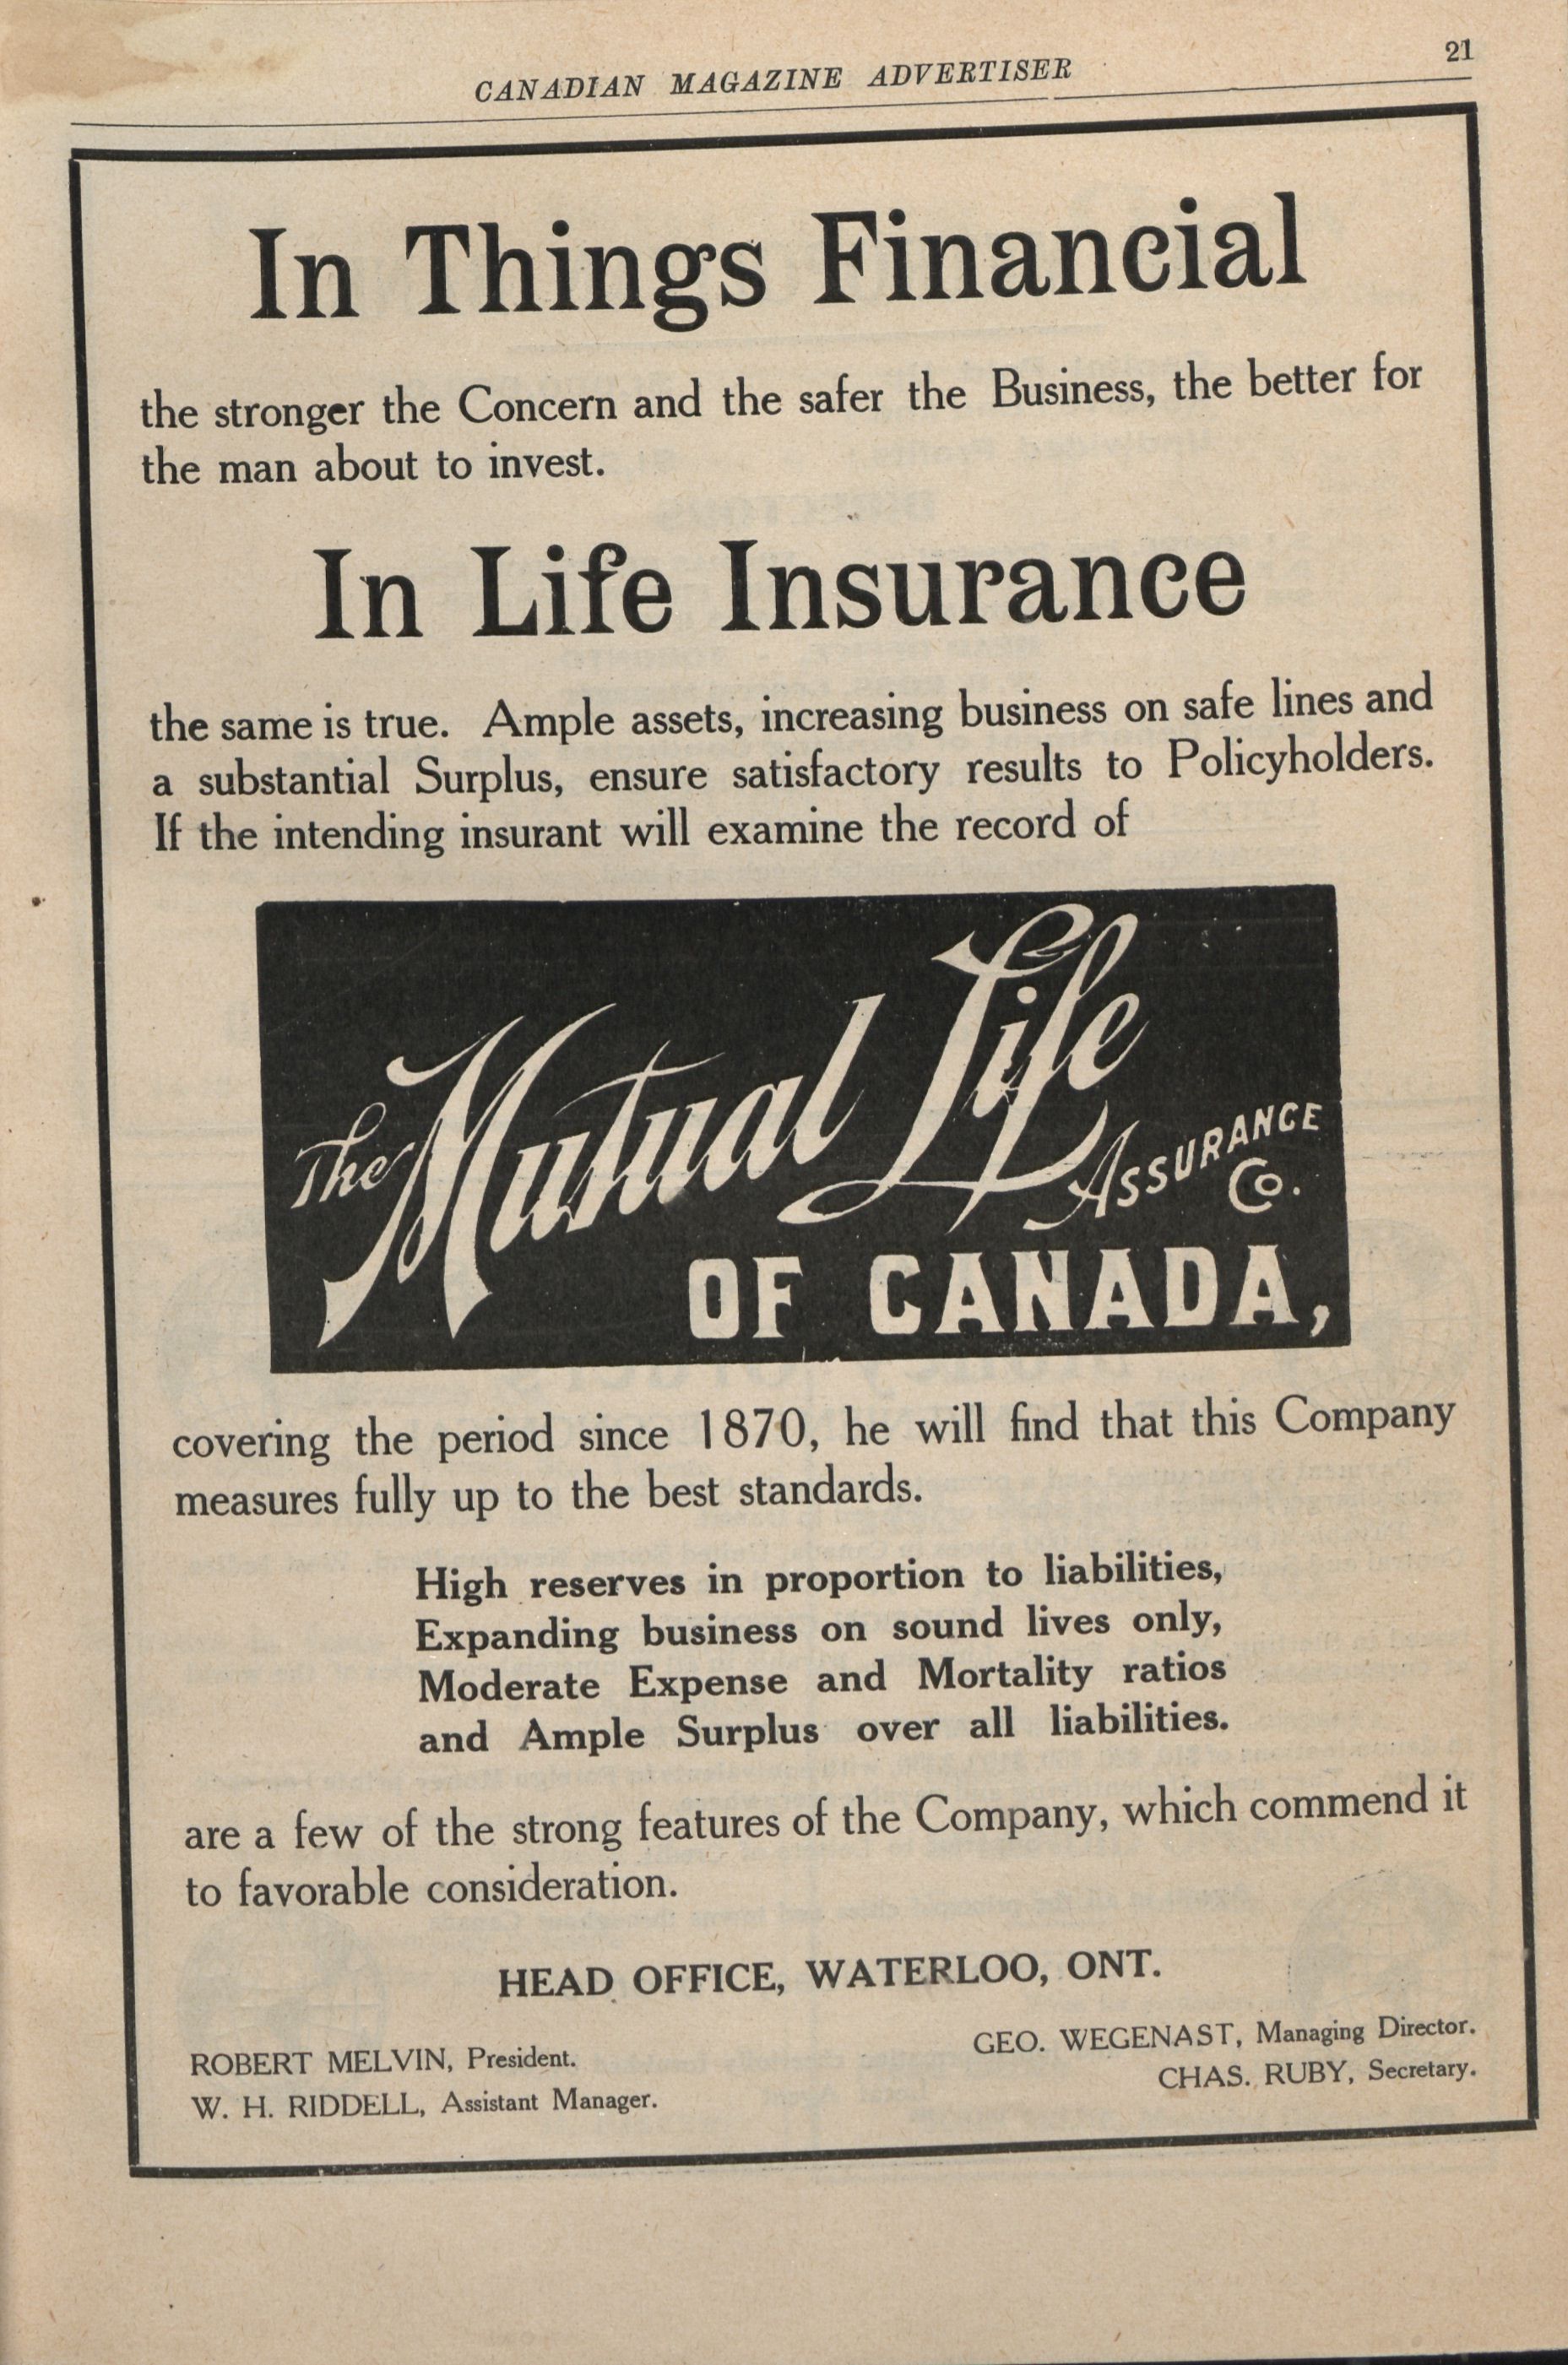 CANADIAN MAGAZINE ADVERTISER 21
In Things Financial
the stronger the Concern and the safer the Business, the better for
the man about to invest.
In Life Insurance
the same is true. Ample assets, increasing business on safe lines and
a substantial Surplus, ensure satisfactory results to Policyholders.
If the intending insurant will examine the record of
The Mutual Life
ASSURANCE
Co.
OF CANADA,
covering the period since 1870, he will find that this Company
measures fully up to the best standards.
High reserves in proportion to liabilities,
Expanding business on sound lives only,
Moderate Expense and Mortality ratios
and Ample Surplus over all liabilities.
are a few of the strong features of the Company, which commend it
to favorable consideration.
HEAD OFFICE, WATERLOO, ONT.
ROBERT MELVIN, President.
W. H. RIDDELL, Assistant Manager.
GEO. WEGENAST, Managing Director.
CHAS. RUBY, Secretary.